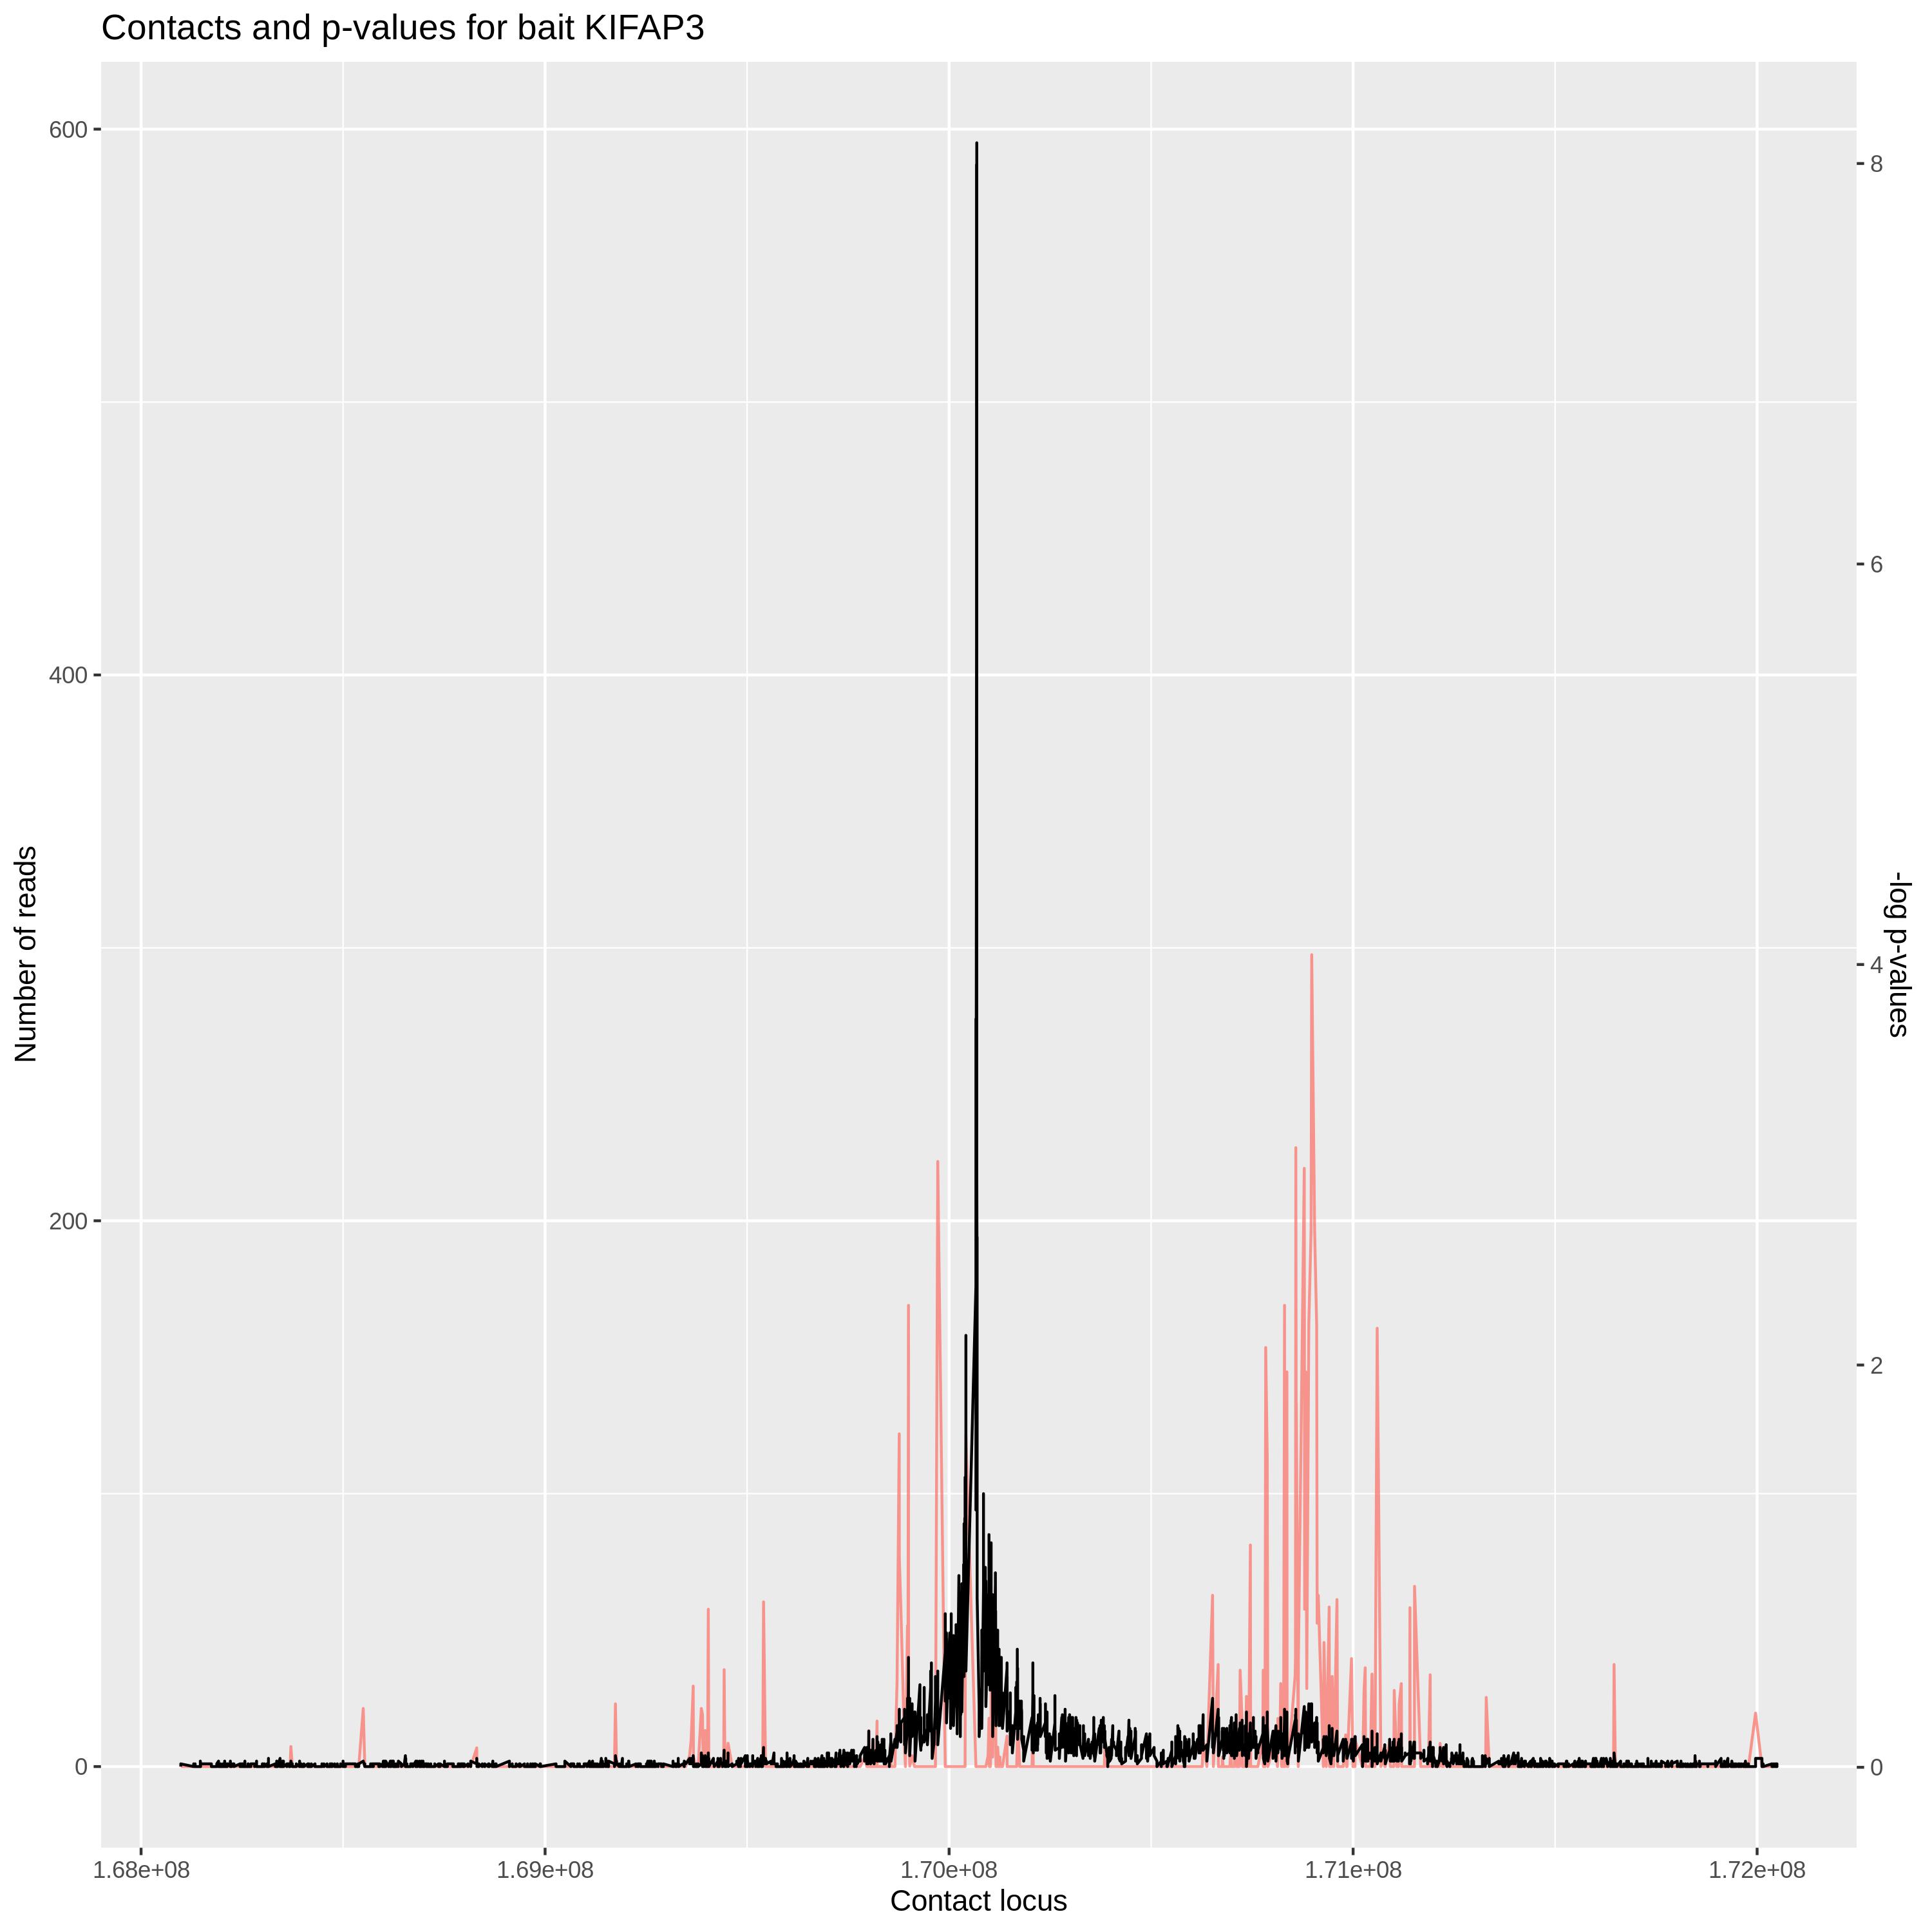 Contacts and p-values for bait KIFAP3
600
400
200
0
Number of reads
8
6
4
2
0
-log p-values
1.68e+08 1.69e+08 1.70e+08 1.71e+08 1.72e+08
Contact locus